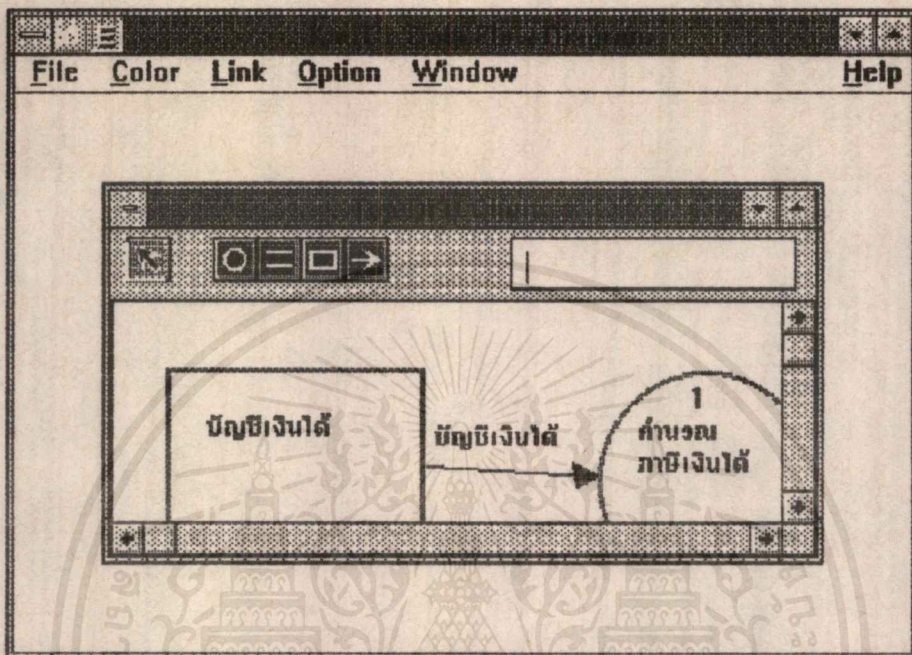 File Color Link Option Window Help
บัญชีเงินได้
บัญชีเงินได้
1
คำนวณ
ภาษีเงินได้